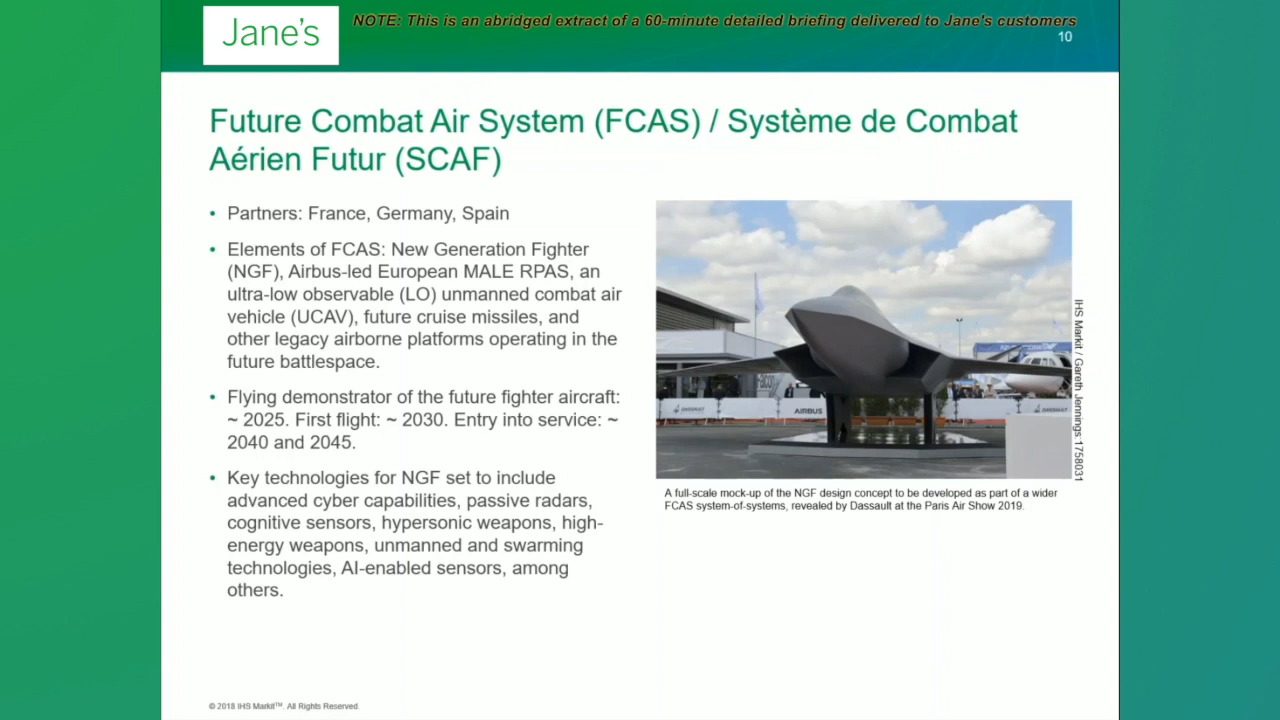 Jane's
NOTE: This is an abridged extract of a 60-minute detailed briefing delivered to Jane's customers
10
Future Combat Air System (FCAS) / Système de Combat
Aérien Futur (SCAF)
• Partners: France, Germany, Spain
• Elements of FCAS: New Generation Fighter
(NGF), Airbus-led European MALE RPAS, an
ultra-low observable (LO) unmanned combat air
vehicle (UCAV), future cruise missiles, and
other legacy airborne platforms operating in the
future battlespace.
• Flying demonstrator of the future fighter aircraft:
~ 2025. First flight: ~ 2030. Entry into service: ~
2040 and 2045.
• Key technologies for NGF set to include
advanced cyber capabilities, passive radars,
cognitive sensors, hypersonic weapons, high-
energy weapons, unmanned and swarming
technologies, AI-enabled sensors, among
others.
AIRBUS
DASSAULT
IHS Markit / Gareth Jennings:1758031
A full-scale mock-up of the NGF design concept to be developed as part of a wider
FCAS system-of-systems, revealed by Dassault at the Paris Air Show 2019.
© 2018 IHS Markit™. All Rights Reserved.